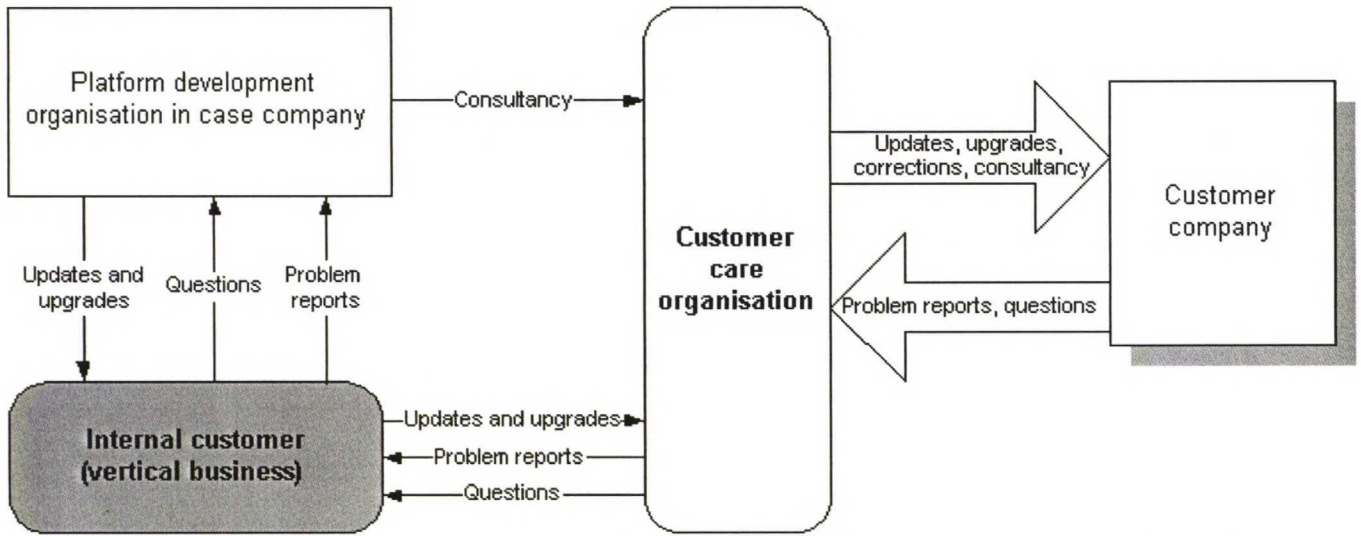 Platform development
organisation in case company
Consultancy
Updates, upgrades,
corrections, consultancy
Customer
company
Customer
care
organisation
Updates and
upgrades
Questions
Problem
reports
Problem reports, questions
Internal customer
(vertical business)
Updates and upgrades
Problem reports
Questions